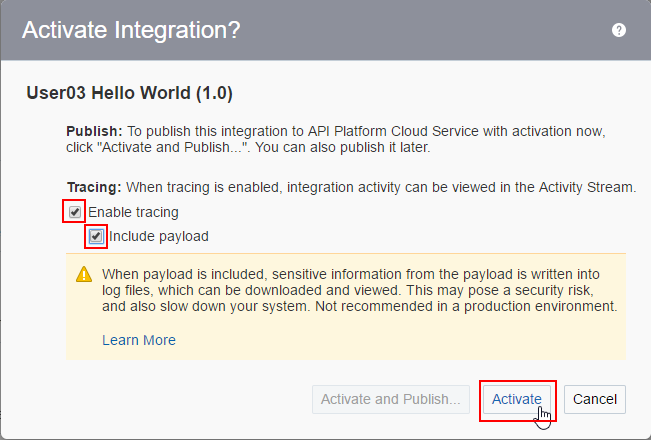 Activate Integration?
?
User03 Hello World (1.0)
Publish: To publish this integration to API Platform Cloud Service with activation now,
click "Activate and Publish...". You can also publish it later.
Tracing: When tracing is enabled, integration activity can be viewed in the Activity Stream.
Enable tracing
Include payload
When payload is included, sensitive information from the payload is written into
log files, which can be downloaded and viewed. This may pose a security risk,
and also slow down your system. Not recommended in a production environment.
Learn More
Activate and Publish... Activate Cancel